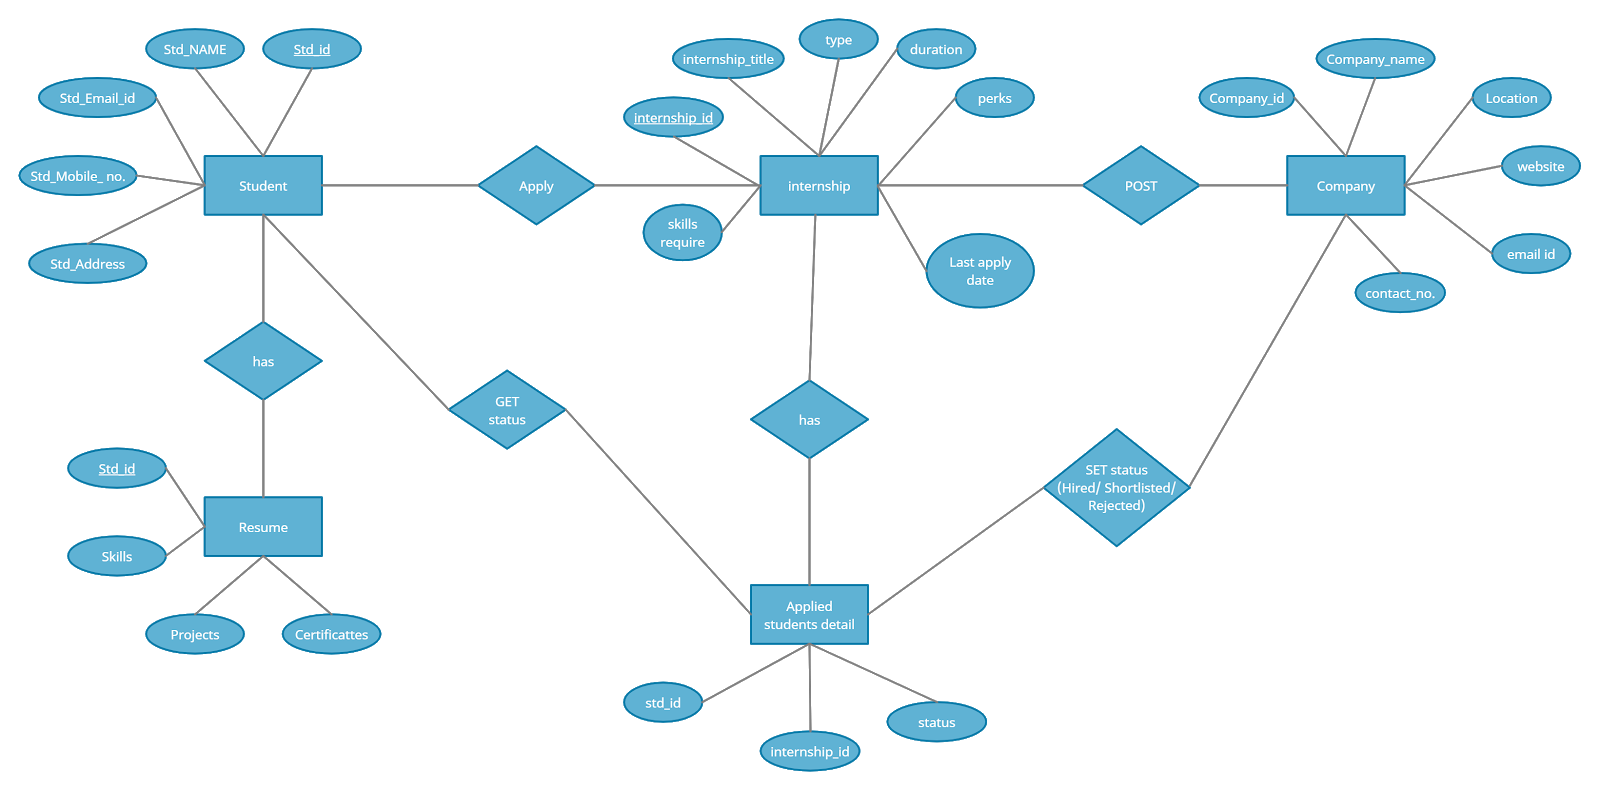 Std_NAME
Std_id
Std_Email_id
Std_Mobile_ no.
Std_Address
Student
Apply
internship_title
type
duration
perks
internship_id
internship
skills
require
Last apply
date
POST
Company_id
Company_name
Location
website
email id
contact_no.
Company
has
GET
status
has
SET status
(Hired/ Shortlisted/
Rejected)
Std_id
Skills
Resume
Projects
Certificattes
Applied
students detail
std_id
internship_id
status